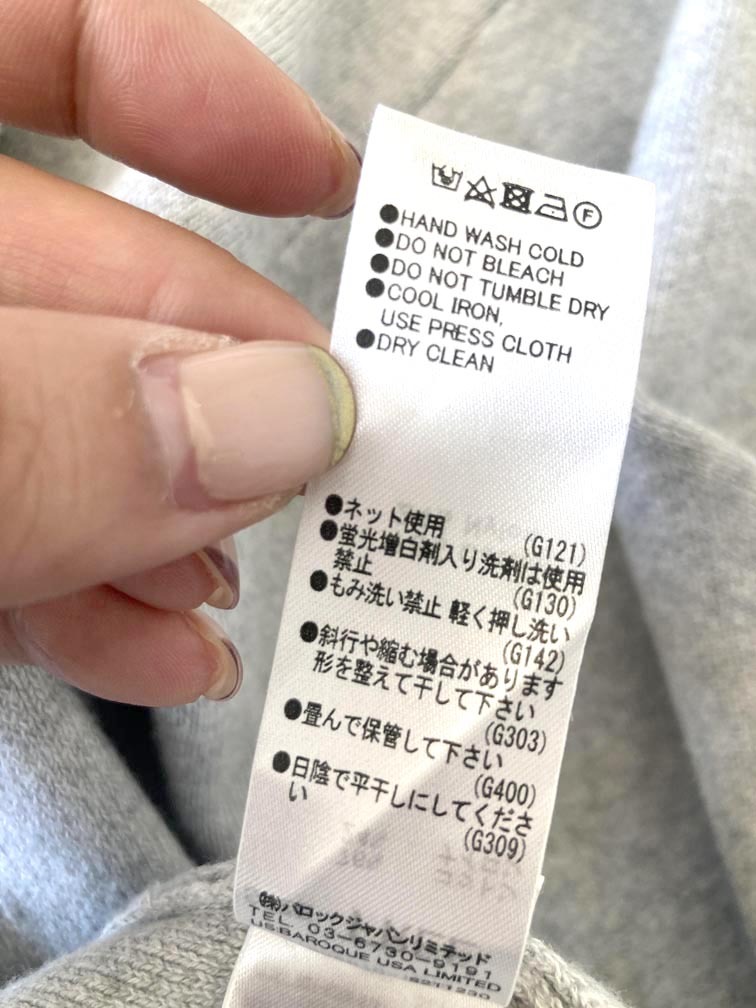 Ⓕ
●HAND WASH COLD
●DO NOT BLEACH
●DO NOT TUMBLE DRY
●COOL IRON,
USE PRESS CLOTH
●DRY CLEAN
●ネット使用
(G121)
●蛍光増白剤入り洗剤は使用
禁止
(G130)
●もみ洗い禁止 軽く押し洗い
(G142)
●斜行や縮む場合があります
形を整えて干して下さい
(G303)
●畳んで保管して下さい
(G400)
●日陰で平干しにしてくださ
い
(G309)
㈱バロックジャパンリミテッド
TEL 03-6730-9191
US:BAROQUE USA LIMITED